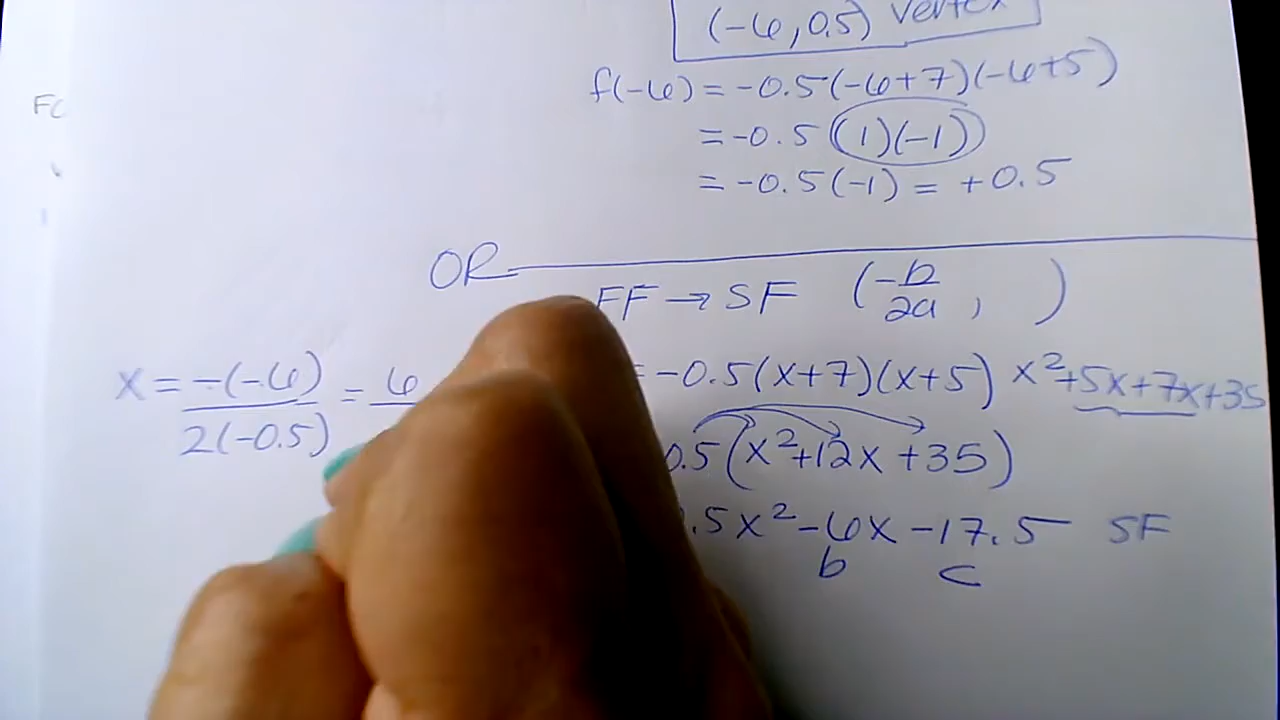 (-6, 0.5) vertex
f(-6) = -0.5(-6+7)(-6+5)
= -0.5(1)(-1)
= -0.5(-1) = +0.5
OR
FF → SF (-b/2a , )
= -0.5(x+7)(x+5) x²+5x+7x+35
0.5(x²+12x+35)
.5x²-6x-17.5 SF
b c
x = -(-6)/2(-0.5) = 6